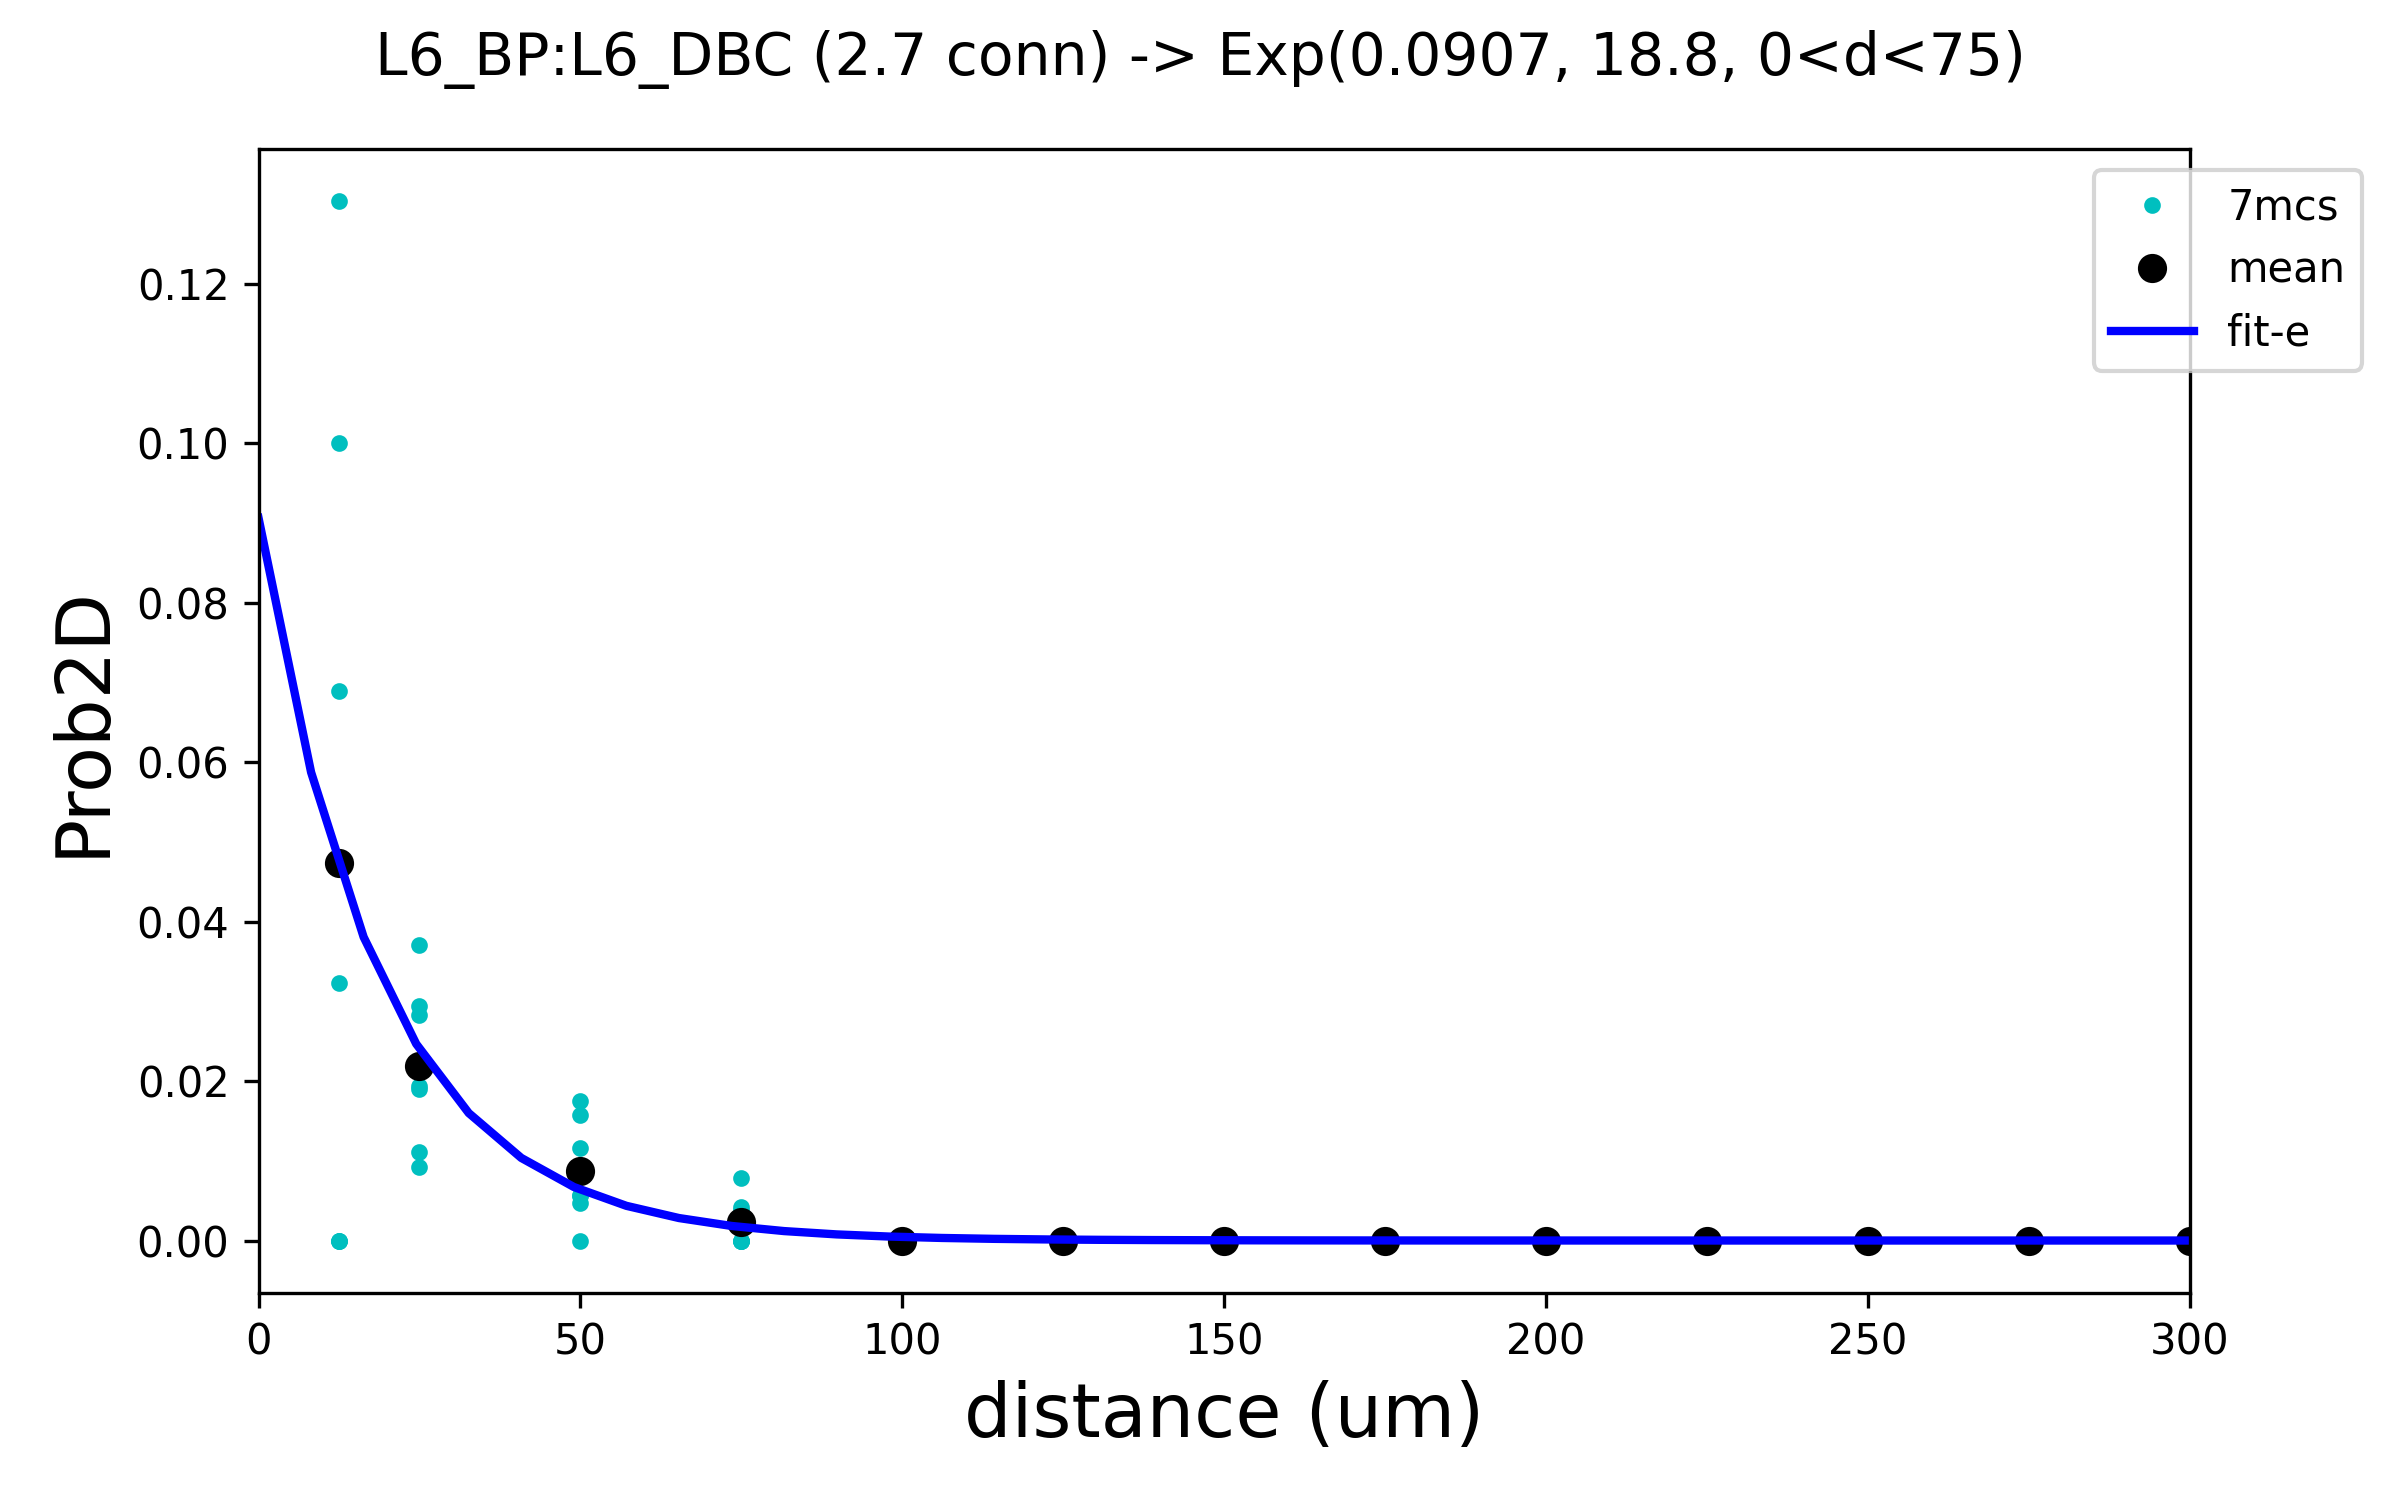 L6_BP:L6_DBC (2.7 conn) -> Exp(0.0907, 18.8, 0<d<75)
7mcs
mean
fit-e
0.12
0.10
0.08
0.06
0.04
0.02
0.00
Prob2D
0 50 100 150 200 250 300
distance (um)